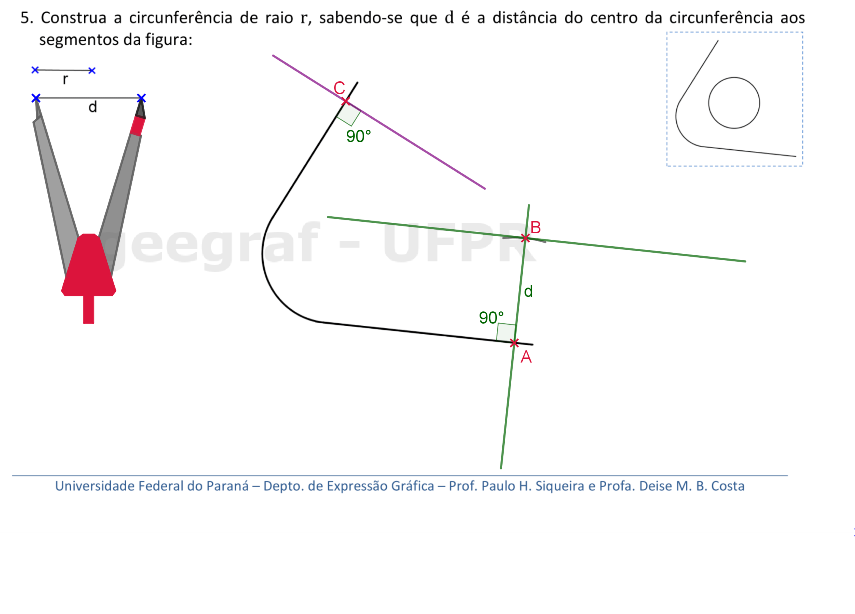 5. Construa a circunferência de raio r, sabendo-se que d é a distância do centro da circunferência aos
segmentos da figura:
r
d
C
90°
geegraf – UFPR
B
d
90°
A
Universidade Federal do Paraná – Depto. de Expressão Gráfica – Prof. Paulo H. Siqueira e Profa. Deise M. B. Costa